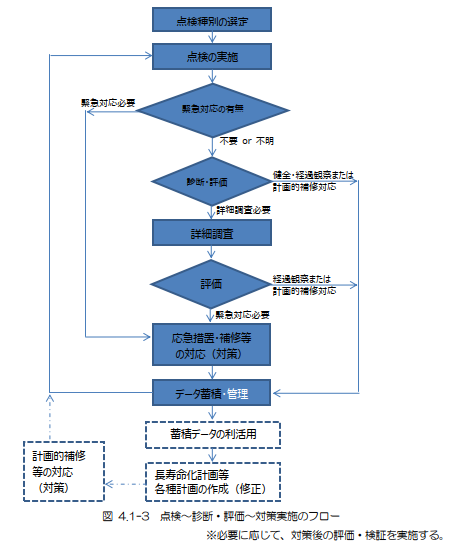 点検種別の選定
点検の実施
緊急対応必要
緊急対応の有無
不要 or 不明
診断・評価
健全・経過観察または
計画的補修対応
詳細調査必要
詳細調査
評価
経過観察または
計画的補修対応
緊急対応必要
応急措置・補修等
の対応（対策）
データ蓄積・管理
蓄積データの利活用
計画的補修
等の対応
（対策）
長寿命化計画等
各種計画の作成（修正）
図 4.1-3 点検～診断・評価～対策実施のフロー
※必要に応じて、対策後の評価・検証を実施する。